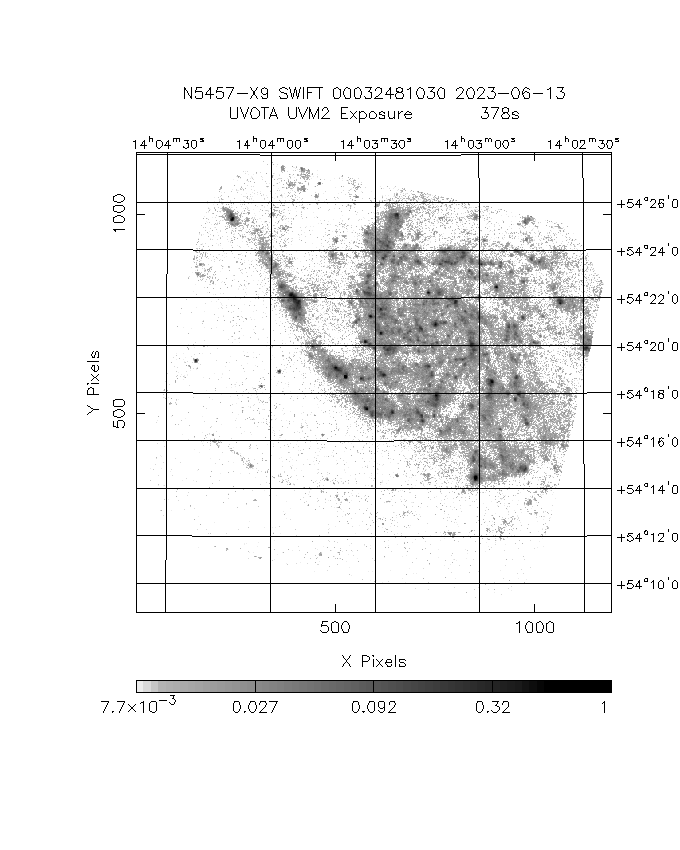 N5457-X9 SWIFT 00032481030 2023-06-13
UVOTA UVM2 Exposure 378s
14ʰ04ᵐ30ˢ 14ʰ04ᵐ00ˢ 14ʰ03ᵐ30ˢ 14ʰ03ᵐ00ˢ 14ʰ02ᵐ30ˢ
+54°26'0
1000
+54°24'0
+54°22'0
+54°20'0
Y Pixels
+54°18'0
500
+54°16'0
+54°14'0
+54°12'0
+54°10'0
500 1000
X Pixels
7.7×10⁻³ 0.027 0.092 0.32 1